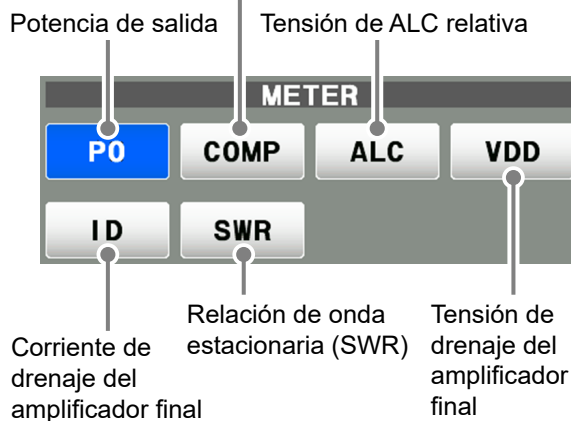 Potencia de salida
Tensión de ALC relativa
METER
PO
COMP
ALC
VDD
ID
SWR
Relación de onda
estacionaria (SWR)
Tensión de
drenaje del
amplificador
final
Corriente de
drenaje del
amplificador final